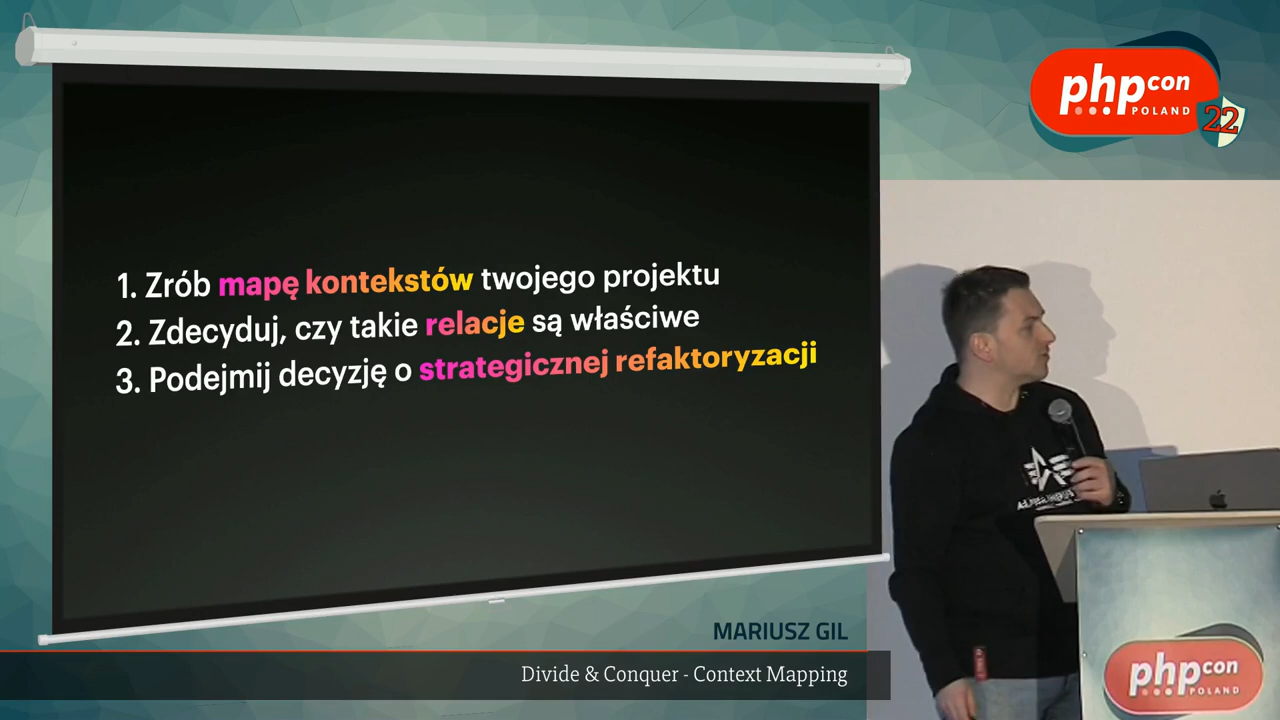 php con
POLAND
22
1. Zrób mapę kontekstów twojego projektu
2. Zdecyduj, czy takie relacje są właściwe
3. Podejmij decyzję o strategicznej refaktoryzacji
MARIUSZ GIL
Divide & Conquer - Context Mapping
php con
POLAND